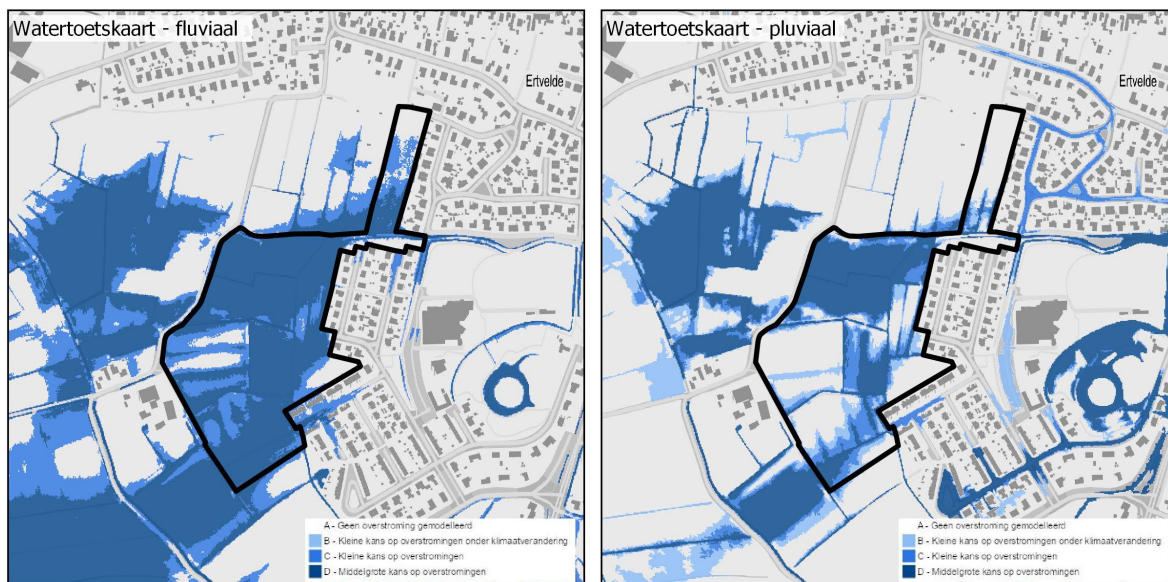 Watertoetskaart - fluviaal
Ertvelde
A - Geen overstroming gemodelleerd
B - Kleine kans op overstromingen onder klimaatverandering
C - Kleine kans op overstromingen
D - Middelgrote kans op overstromingen
Watertoetskaart - pluviaal
Ertvelde
A - Geen overstroming gemodelleerd
B - Kleine kans op overstromingen onder klimaatverandering
C - Kleine kans op overstromingen
D - Middelgrote kans op overstromingen